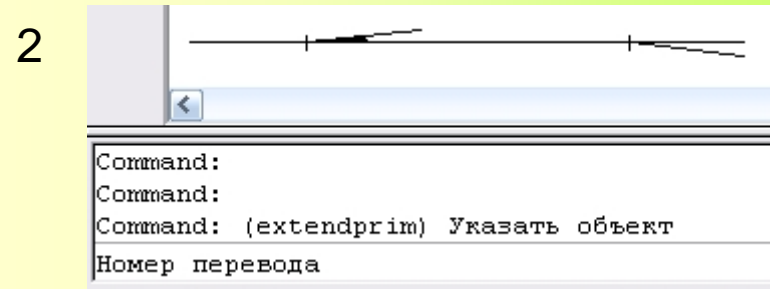 2
Command:
Command:
Command: (extendprim) Указать объект
Номер перевода